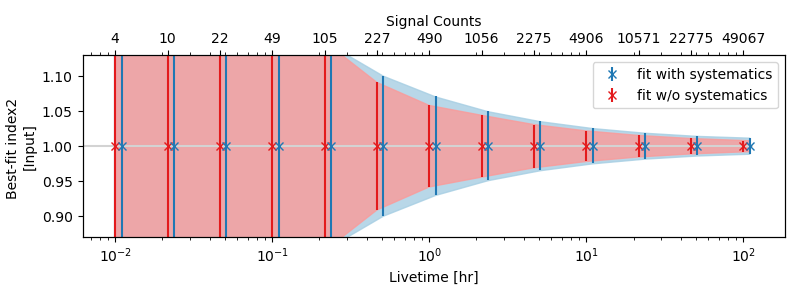 Signal Counts
4 10 22 49 105 227 490 1056 2275 4906 10571 22775 49067
Best-fit index2
[Input]
1.10
1.05
1.00
0.95
0.90
fit with systematics
fit w/o systematics
10⁻² 10⁻¹ 10⁰ 10¹ 10²
Livetime [hr]